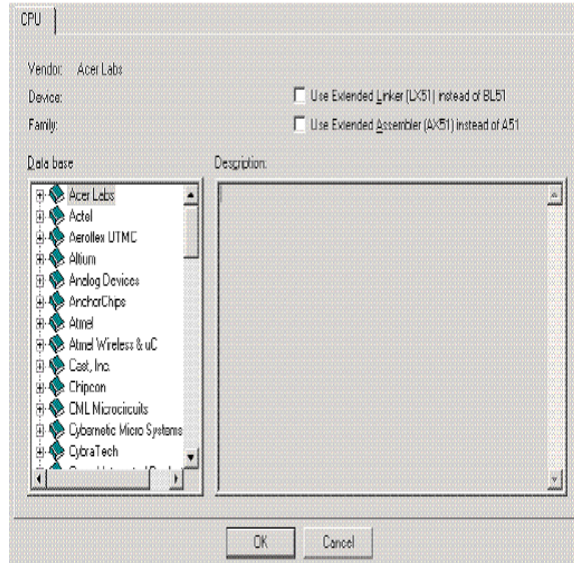 CPU
Vendor: Acer Labs
Device:
Use Extended Linker (LX51) instead of BL51
Family:
Use Extended Assembler (AX51) instead of A51
Data base
Description:
Acer Labs
Actel
Aeroflex UTMC
Altium
Analog Devices
AnchorChips
Atmel
Atmel Wireless & uC
Cast, Inc.
Chipcon
CML Microcircuits
Cybernetic Micro Systems
CybraTech
OK
Cancel